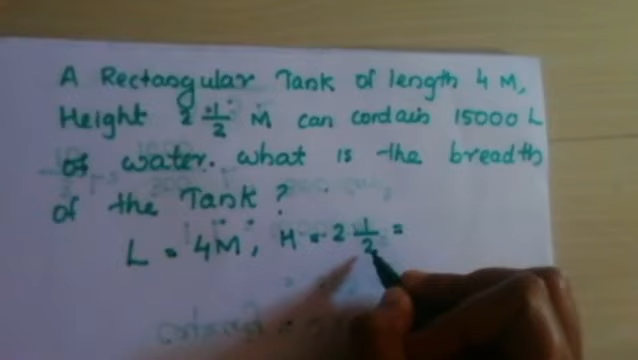 A Rectangular Tank of length 4 M,
Height 2 1/2 M can contain 15000 L
of water. what is the breadth
of the Tank?
L = 4M, H = 2 1/2 =